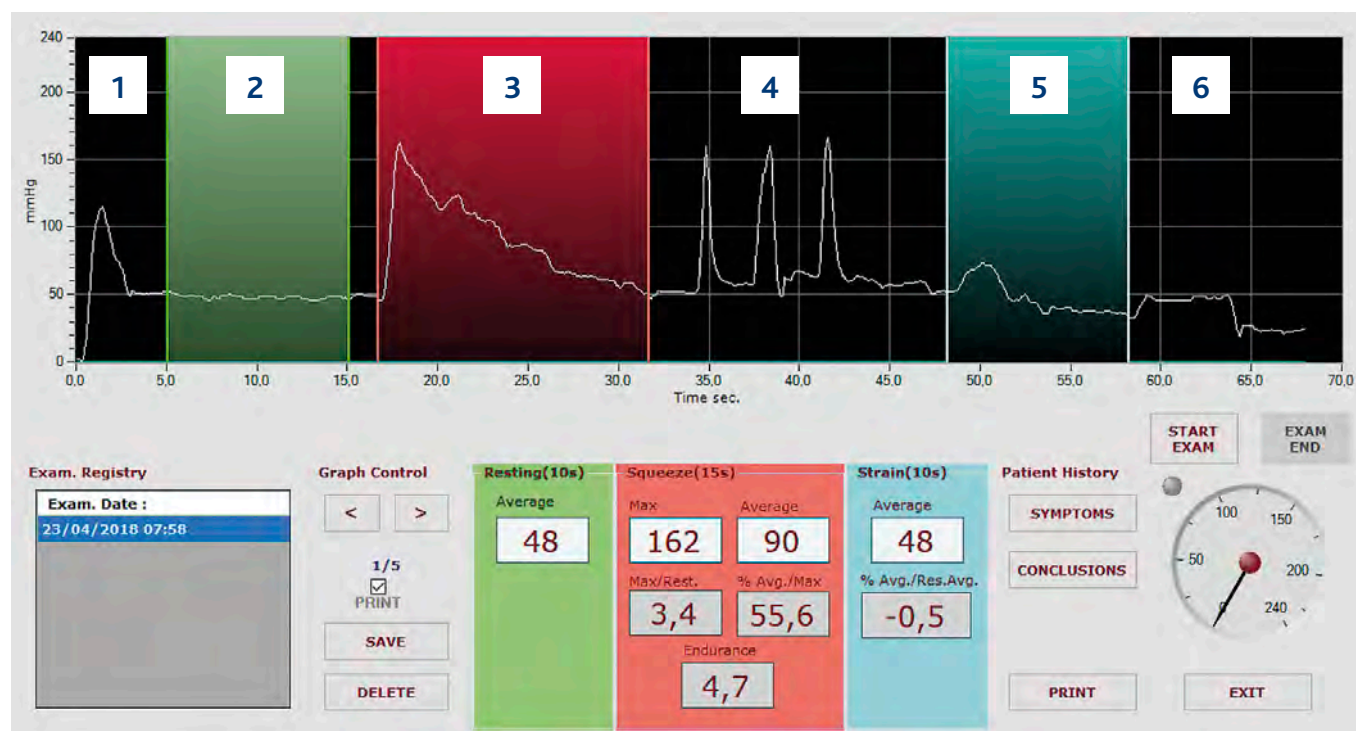 240
200
150
100
50
0
mmHg
1 2 3 4 5 6
0,0 5,0 10,0 15,0 20,0 25,0 30,0 35,0 40,0 45,0 50,0 55,0 60,0 65,0 70,0
Time sec.
START EXAM
EXAM END
Exam. Registry
Exam. Date :
23/04/2018 07:58
Graph Control
< >
1/5
PRINT
SAVE
DELETE
Resting(10s)
Average
48
Squeeze(15s)
Max Average
162 90
Max/Rest. % Avg./Max
3,4 55,6
Endurance
4,7
Strain(10s)
Average
48
% Avg./Res.Avg.
-0,5
Patient History
SYMPTOMS
CONCLUSIONS
PRINT
0 50 100 150 200 240
EXIT